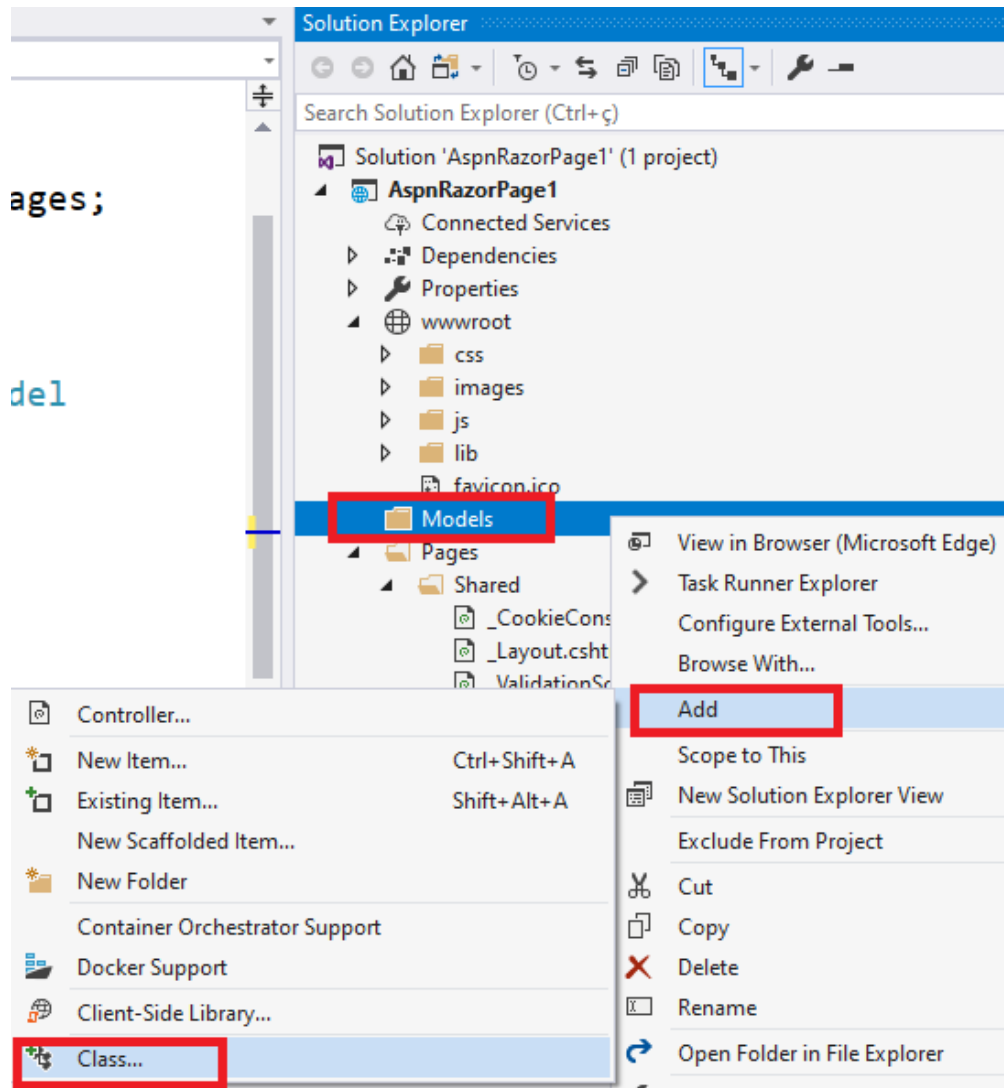 Solution Explorer
Search Solution Explorer (Ctrl+ç)
Solution 'AspnRazorPage1' (1 project)
AspnRazorPage1
ages;
Connected Services
Dependencies
Properties
wwwroot
css
del
images
js
lib
favicon.ico
Models
Pages
Shared
_CookieCons
_Layout.csht
_ValidationSc
View in Browser (Microsoft Edge)
Task Runner Explorer
Configure External Tools...
Browse With...
Add
Scope to This
New Solution Explorer View
Exclude From Project
Cut
Copy
Delete
Rename
Open Folder in File Explorer
Controller...
New Item... Ctrl+Shift+A
Existing Item... Shift+Alt+A
New Scaffolded Item...
New Folder
Container Orchestrator Support
Docker Support
Client-Side Library...
Class...